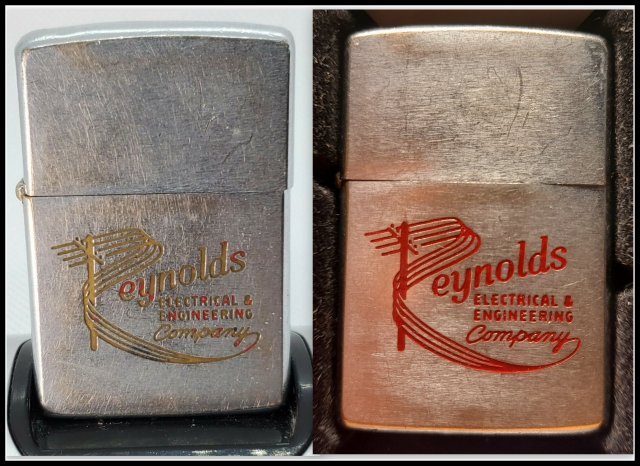 Reynolds
ELECTRICAL &
ENGINEERING
Company
Reynolds
ELECTRICAL &
ENGINEERING
Company